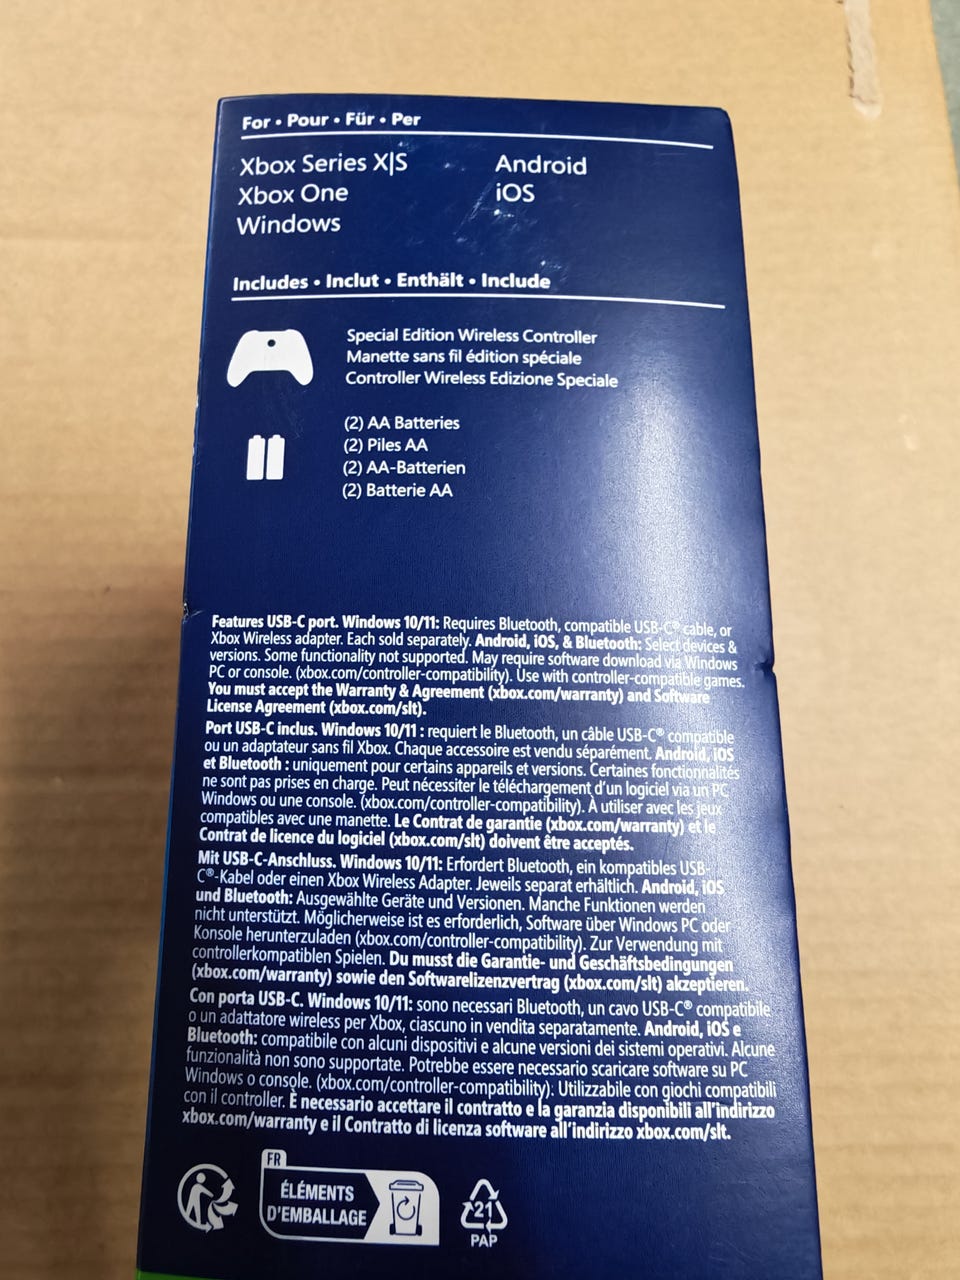 For • Pour • Für • Per
Xbox Series X|S
Xbox One
Windows
Android
iOS
Includes • Inclut • Enthält • Include
Special Edition Wireless Controller
Manette sans fil édition spéciale
Controller Wireless Edizione Speciale
(2) AA Batteries
(2) Piles AA
(2) AA-Batterien
(2) Batterie AA
Features USB-C port. Windows 10/11: Requires Bluetooth, compatible USB-C® cable, or
Xbox Wireless adapter. Each sold separately. Android, iOS, & Bluetooth: Select devices &
versions. Some functionality not supported. May require software download via Windows
PC or console. (xbox.com/controller-compatibility). Use with controller-compatible games.
You must accept the Warranty & Agreement (xbox.com/warranty) and Software
License Agreement (xbox.com/slt).
Port USB-C inclus. Windows 10/11 : requiert le Bluetooth, un câble USB-C® compatible
ou un adaptateur sans fil Xbox. Chaque accessoire est vendu séparément. Android, iOS
et Bluetooth : uniquement pour certains appareils et versions. Certaines fonctionnalités
ne sont pas prises en charge. Peut nécessiter le téléchargement d'un logiciel via un PC
Windows ou une console. (xbox.com/controller-compatibility). À utiliser avec les jeux
compatibles avec une manette. Le Contrat de garantie (xbox.com/warranty) et le
Contrat de licence du logiciel (xbox.com/slt) doivent être acceptés.
Mit USB-C-Anschluss. Windows 10/11: Erfordert Bluetooth, ein kompatibles USB-
C®-Kabel oder einen Xbox Wireless Adapter. Jeweils separat erhältlich. Android, iOS
und Bluetooth: Ausgewählte Geräte und Versionen. Manche Funktionen werden
nicht unterstützt. Möglicherweise ist es erforderlich, Software über Windows PC oder
Konsole herunterzuladen (xbox.com/controller-compatibility). Zur Verwendung mit
controllerkompatiblen Spielen. Du musst die Garantie- und Geschäftsbedingungen
(xbox.com/warranty) sowie den Softwarelizenzvertrag (xbox.com/slt) akzeptieren.
Con porta USB-C. Windows 10/11: sono necessari Bluetooth, un cavo USB-C® compatibile
o un adattatore wireless per Xbox, ciascuno in vendita separatamente. Android, iOS e
Bluetooth: compatibile con alcuni dispositivi e alcune versioni dei sistemi operativi. Alcune
funzionalità non sono supportate. Potrebbe essere necessario scaricare software su PC
Windows o console. (xbox.com/controller-compatibility). Utilizzabile con giochi compatibili
con il controller. È necessario accettare il contratto e la garanzia disponibili all'indirizzo
xbox.com/warranty e il Contratto di licenza software all'indirizzo xbox.com/slt.
FR
ÉLÉMENTS
D'EMBALLAGE
21
PAP